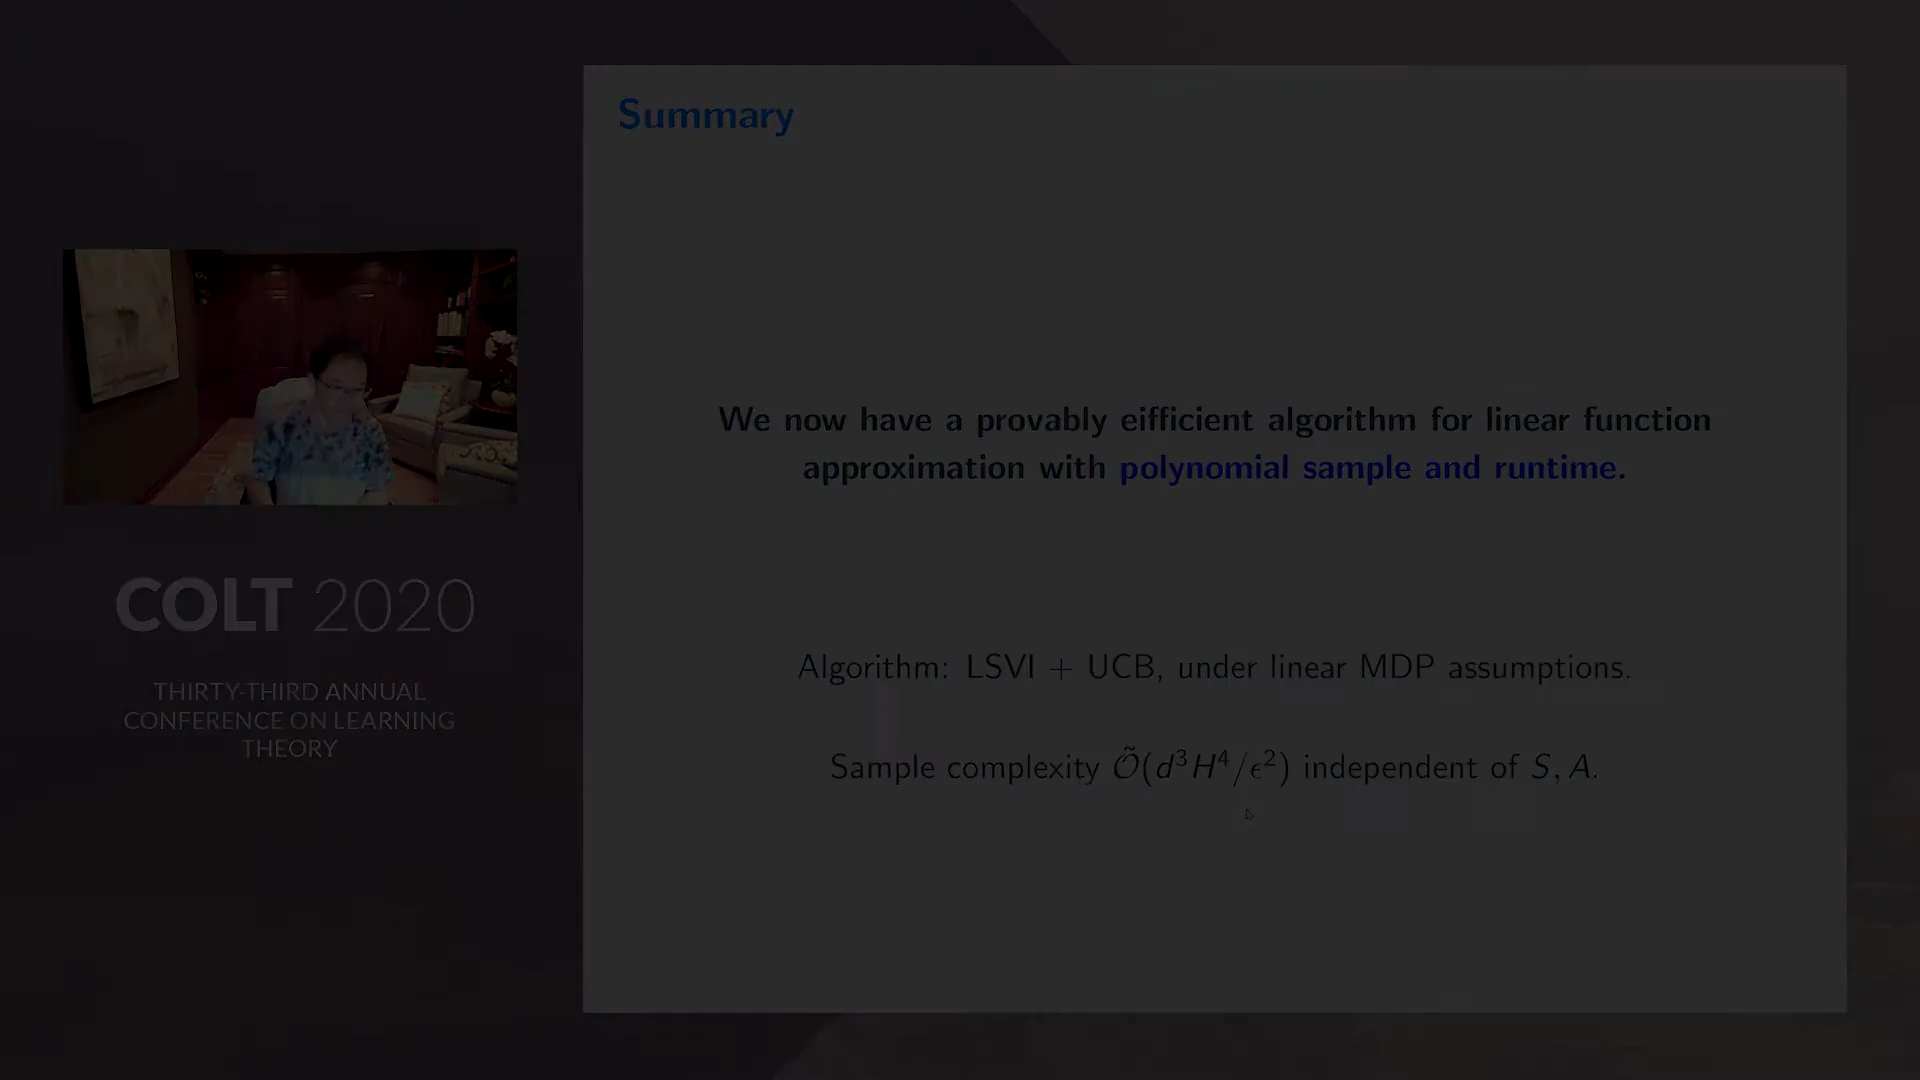 Summary
We now have a provably eifficient algorithm for linear function
approximation with polynomial sample and runtime.
Algorithm: LSVI + UCB, under linear MDP assumptions.
Sample complexity Õ(d³H⁴/ϵ²) independent of S, A.
COLT 2020
THIRTY-THIRD ANNUAL
CONFERENCE ON LEARNING
THEORY